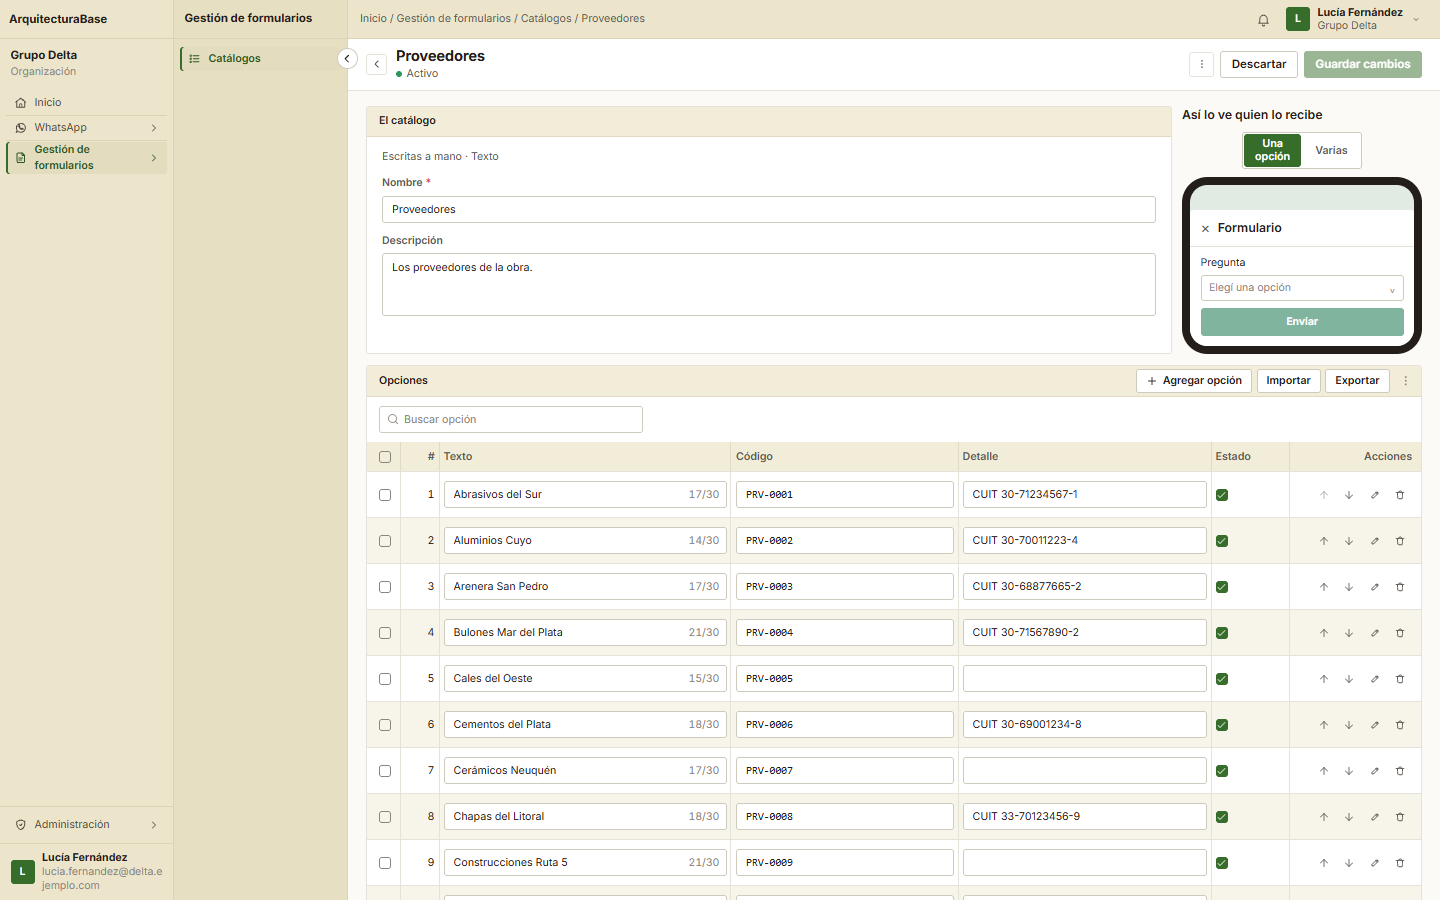 ArquitecturaBase
Grupo Delta
Organización
Inicio
WhatsApp
Gestión de
formularios
Administración
L
Lucía Fernández
lucia.fernandez@delta.e
jemplo.com
Gestión de formularios
Catálogos
Inicio / Gestión de formularios / Catálogos / Proveedores
L
Lucía Fernández
Grupo Delta
Proveedores
Activo
Descartar
Guardar cambios
El catálogo
Escritas a mano · Texto
Nombre *
Proveedores
Descripción
Los proveedores de la obra.
Así lo ve quien lo recibe
Una
opción
Varias
Formulario
Pregunta
Elegí una opción
Enviar
Opciones
Agregar opción
Importar
Exportar
Buscar opción
# Texto Código Detalle Estado Acciones
1 Abrasivos del Sur 17/30 PRV-0001 CUIT 30-71234567-1
2 Aluminios Cuyo 14/30 PRV-0002 CUIT 30-70011223-4
3 Arenera San Pedro 17/30 PRV-0003 CUIT 30-68877665-2
4 Bulones Mar del Plata 21/30 PRV-0004 CUIT 30-71567890-2
5 Cales del Oeste 15/30 PRV-0005
6 Cementos del Plata 18/30 PRV-0006 CUIT 30-69001234-8
7 Cerámicos Neuquén 17/30 PRV-0007
8 Chapas del Litoral 18/30 PRV-0008 CUIT 33-70123456-9
9 Construcciones Ruta 5 21/30 PRV-0009